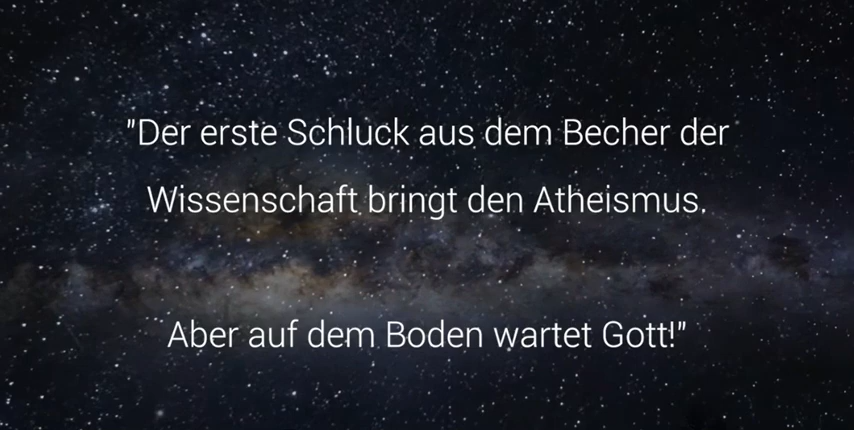 "Der erste Schluck aus dem Becher der
Wissenschaft bringt den Atheismus.
Aber auf dem Boden wartet Gott!"